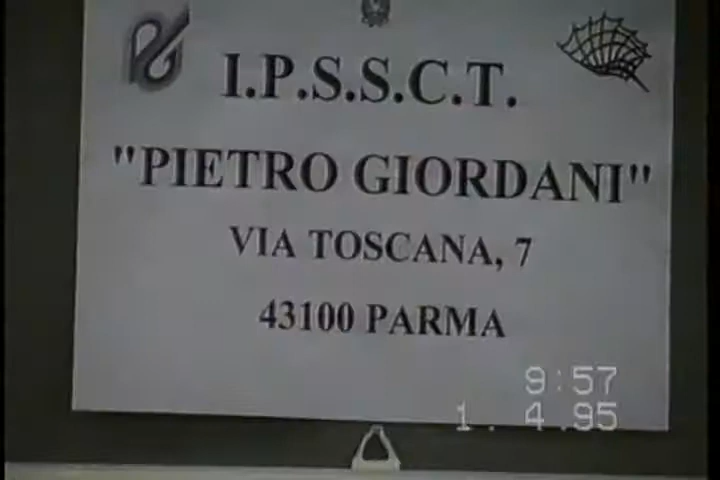 I.P.S.S.C.T.
"PIETRO GIORDANI"
VIA TOSCANA, 7
43100 PARMA
9:57
1. 4.95